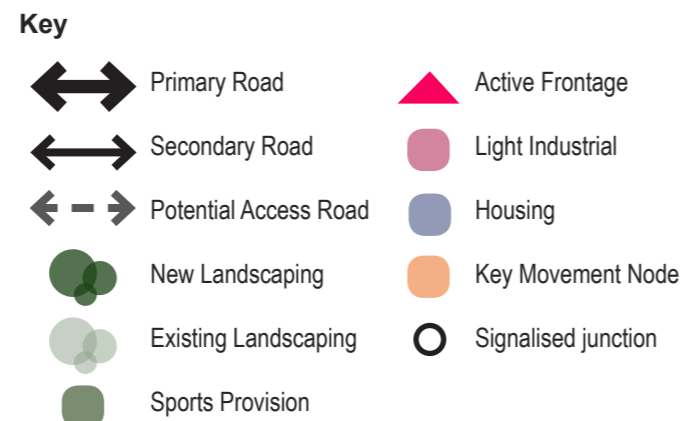 Key
Primary Road
Secondary Road
Potential Access Road
New Landscaping
Existing Landscaping
Sports Provision
Active Frontage
Light Industrial
Housing
Key Movement Node
Signalised junction